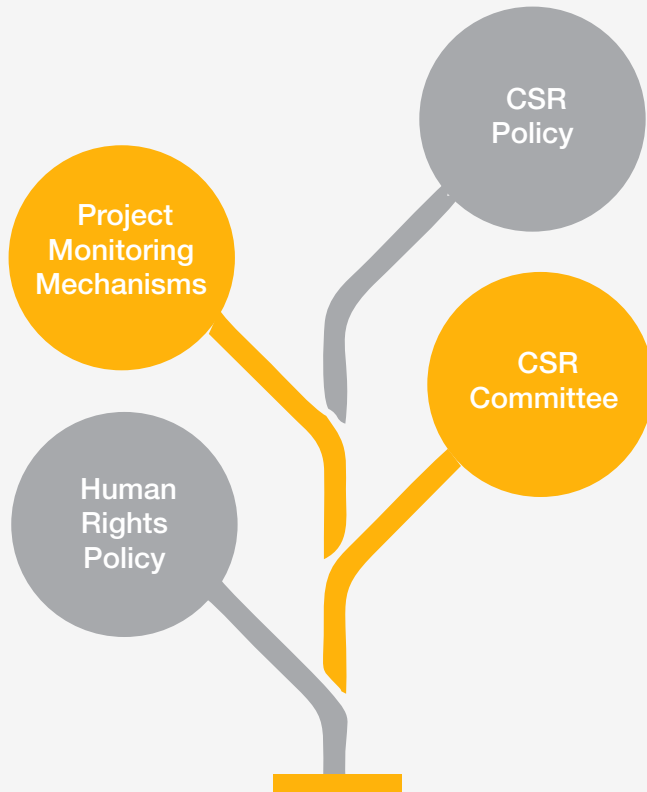 CSR
Policy
Project
Monitoring
Mechanisms
CSR
Committee
Human
Rights
Policy